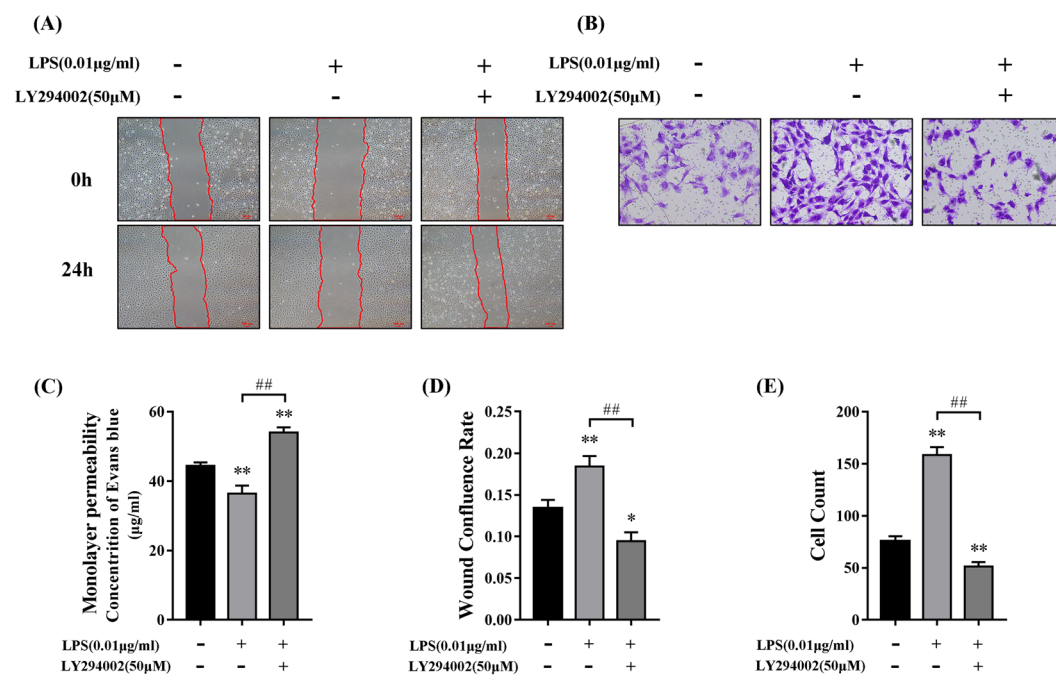 (A)
LPS(0.01μg/ml) - + +
LY294002(50μM) - - +
0h
24h
(B)
LPS(0.01μg/ml) - + +
LY294002(50μM) - - +
(C)
Monolayer permeability
Concentrition of Evans blue
(μg/ml)
80
60
40
20
0
**
**
##
LPS(0.01μg/ml) - + +
LY294002(50μM) - - +
(D)
Wound Confluence Rate
0.25
0.20
0.15
0.10
0.05
0.00
**
*
##
LPS(0.01μg/ml) - + +
LY294002(50μM) - - +
(E)
Cell Count
200
150
100
50
0
**
**
##
LPS(0.01μg/ml) - + +
LY294002(50μM) - - +